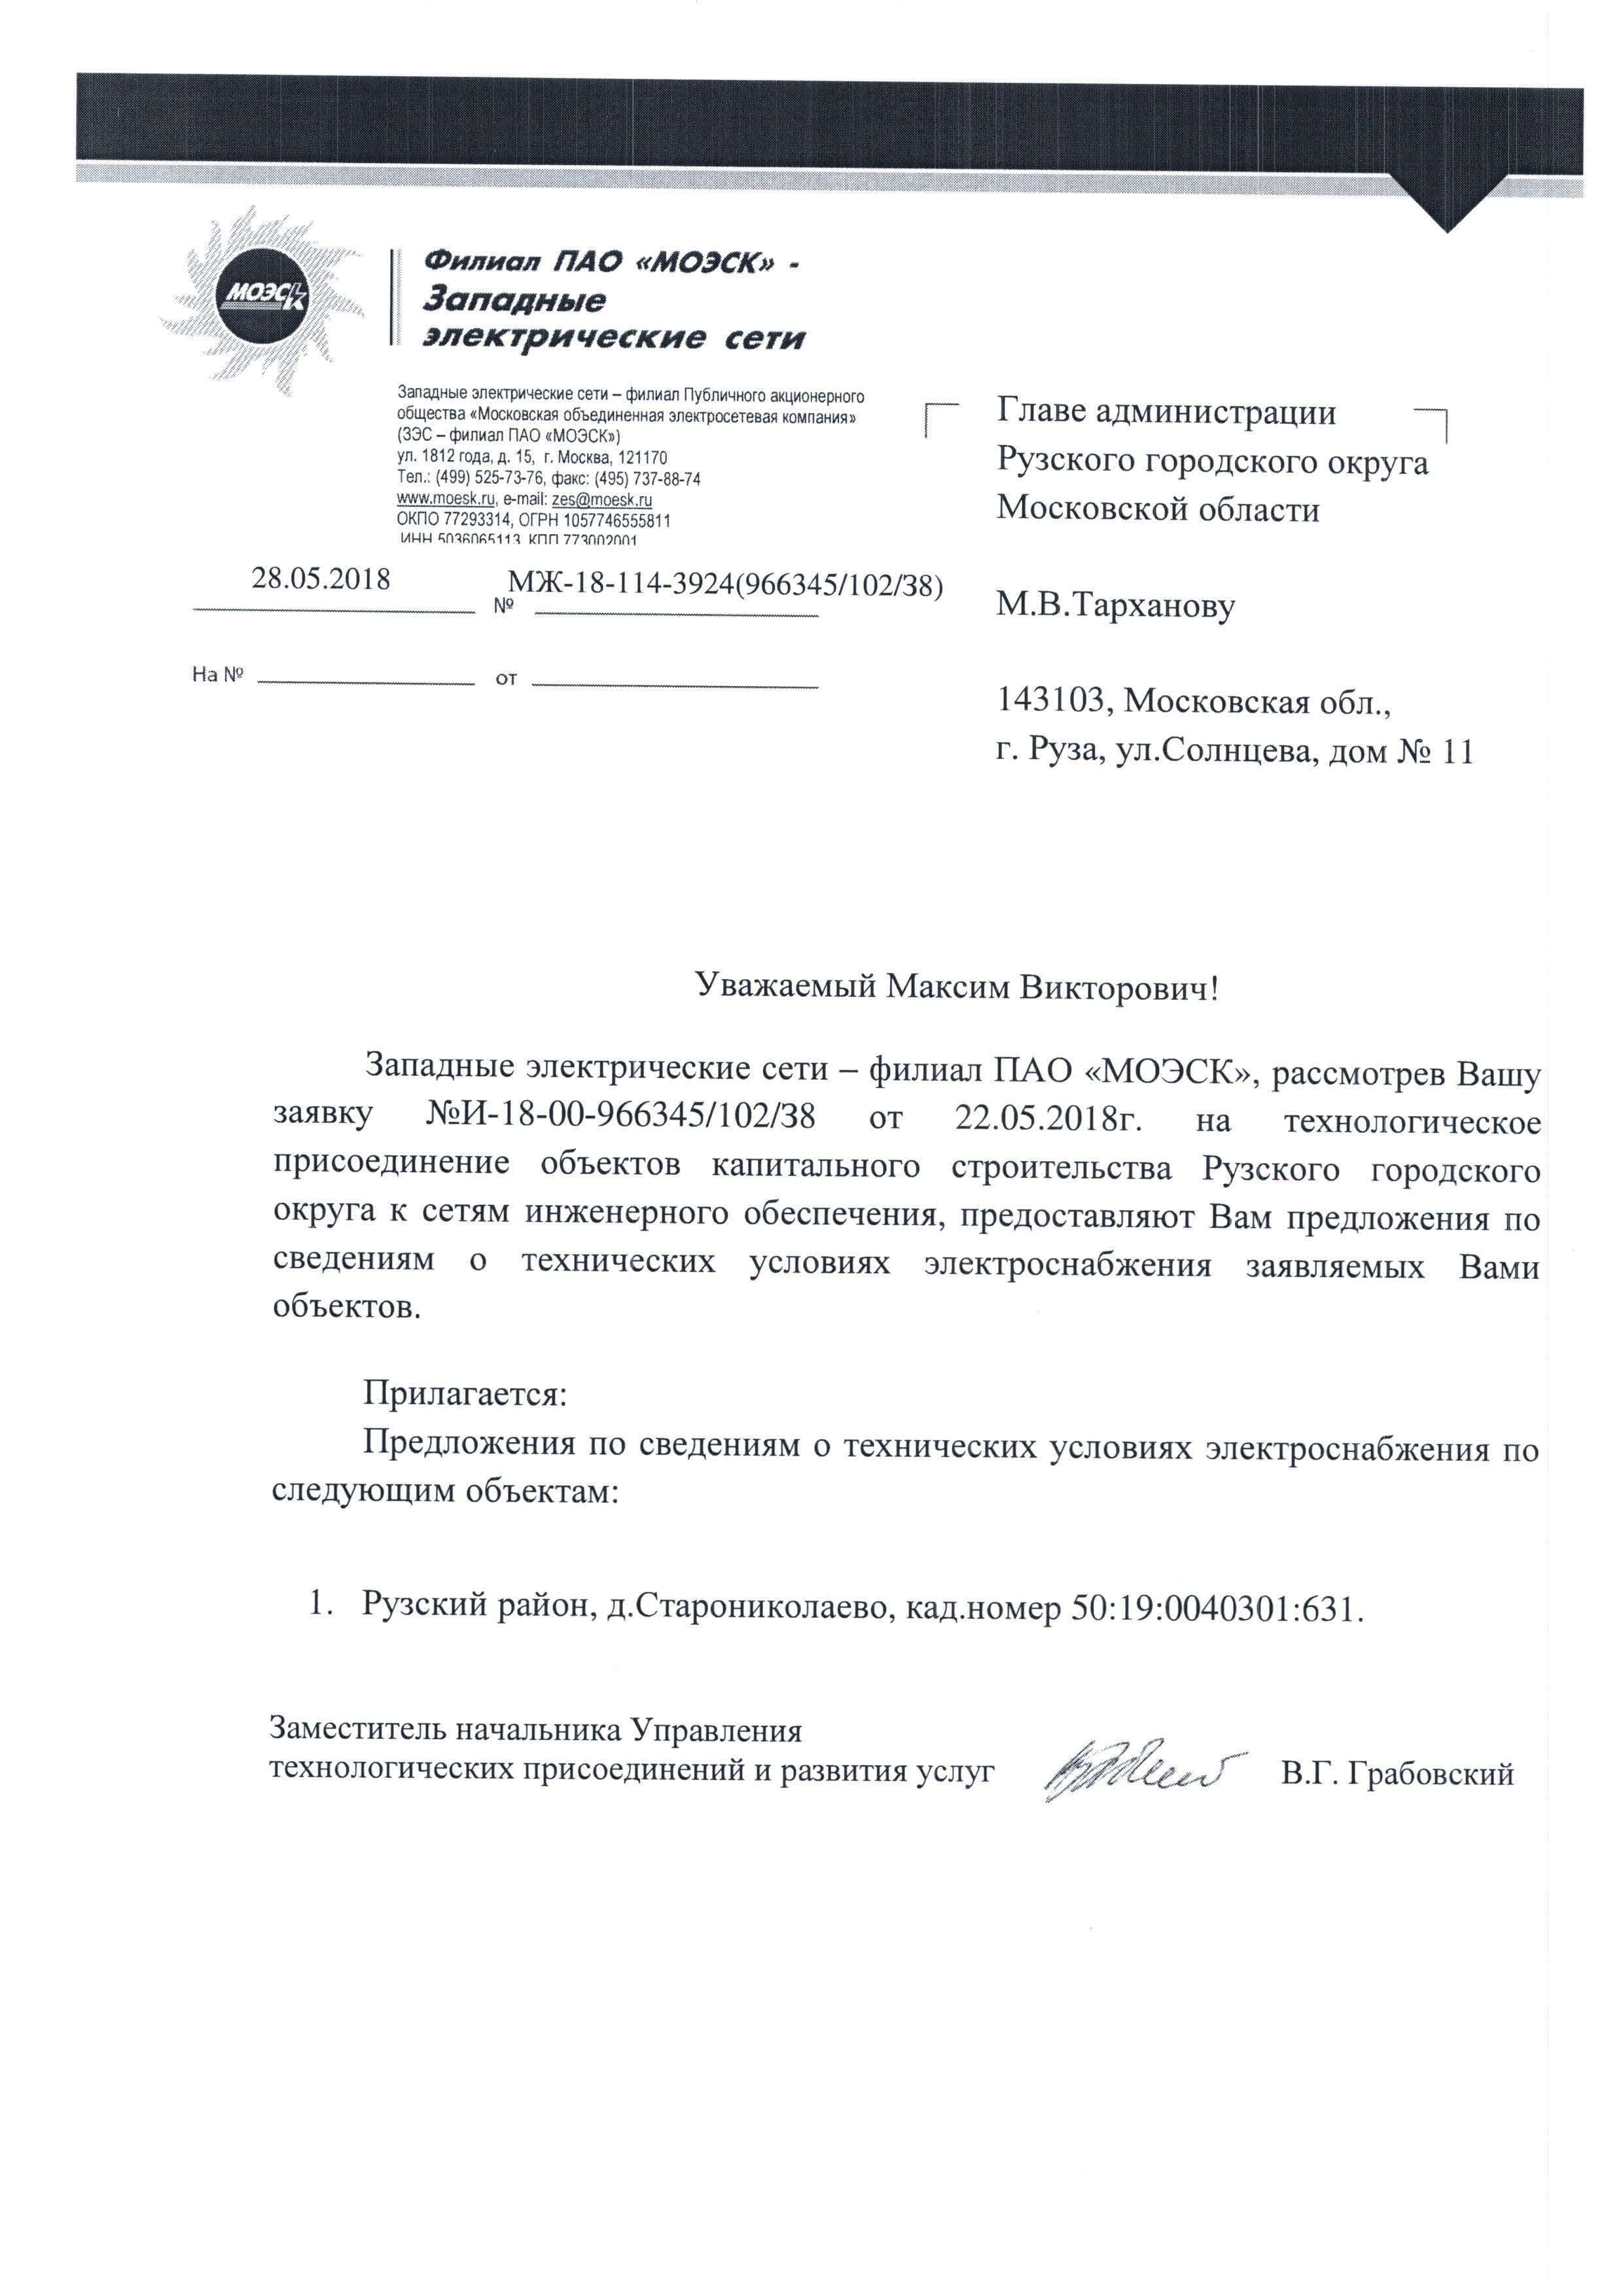 МОЭСК
Филиал ПАО «МОЭСК» -
Западные
электрические сети
Западные электрические сети – филиал Публичного акционерного
общества «Московская объединенная электросетевая компания»
(ЗЭС – филиал ПАО «МОЭСК»)
ул. 1812 года, д. 15, г. Москва, 121170
Тел.: (499) 525-73-76, факс: (495) 737-88-74
www.moesk.ru, e-mail: zes@moesk.ru
ОКПО 77293314, ОГРН 1057746555811
ИНН 5036065113, КПП 773002001
28.05.2018 № МЖ-18-114-3924(966345/102/З8)
На № от
Главе администрации
Рузского городского округа
Московской области
М.В.Тарханову
143103, Московская обл.,
г. Руза, ул.Солнцева, дом № 11
Уважаемый Максим Викторович!
Западные электрические сети – филиал ПАО «МОЭСК», рассмотрев Вашу
заявку №И-18-00-966345/102/З8 от 22.05.2018г. на технологическое
присоединение объектов капитального строительства Рузского городского
округа к сетям инженерного обеспечения, предоставляют Вам предложения по
сведениям о технических условиях электроснабжения заявляемых Вами
объектов.
Прилагается:
Предложения по сведениям о технических условиях электроснабжения по
следующим объектам:
1. Рузский район, д.Старониколаево, кад.номер 50:19:0040301:631.
Заместитель начальника Управления
технологических присоединений и развития услуг В.Г. Грабовский